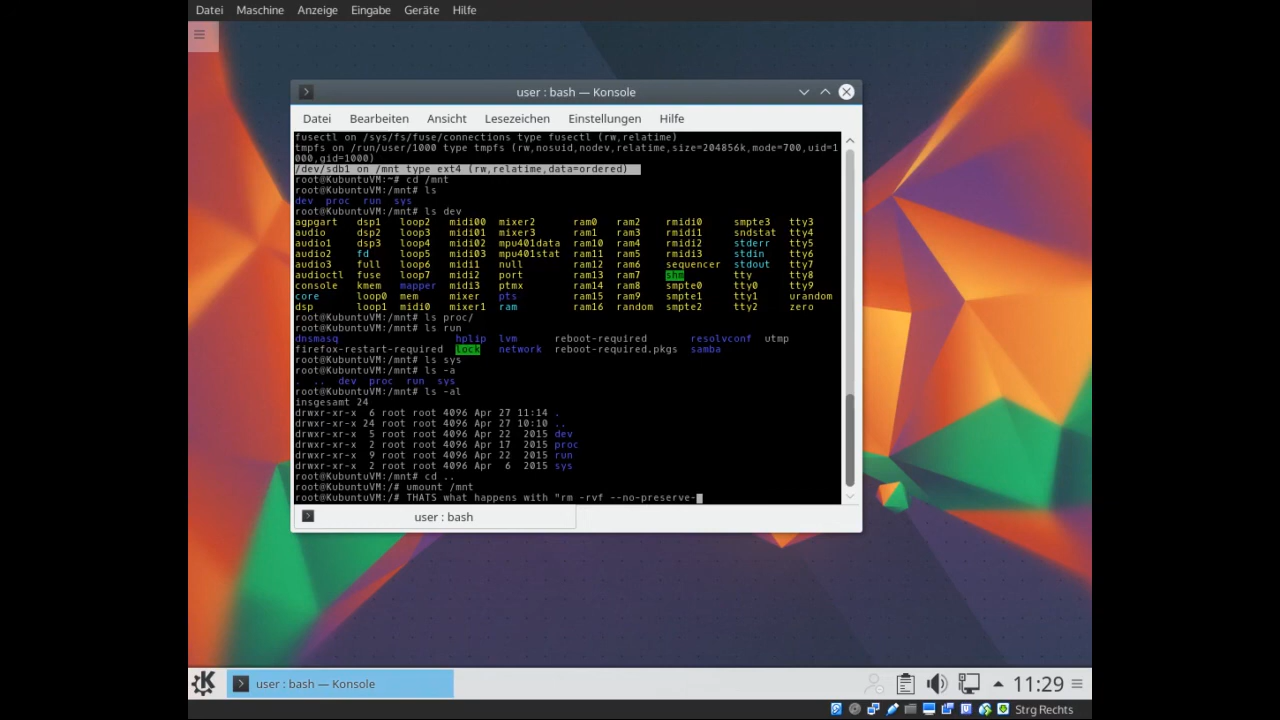 Datei Maschine Anzeige Eingabe Geräte Hilfe
user : bash — Konsole
Datei Bearbeiten Ansicht Lesezeichen Einstellungen Hilfe
fusectl on /sys/fs/fuse/connections type fusectl (rw,relatime)
tmpfs on /run/user/1000 type tmpfs (rw,nosuid,nodev,relatime,size=204856k,mode=700,uid=1
000,gid=1000)
/dev/sdb1 on /mnt type ext4 (rw,relatime,data=ordered)
root@KubuntuVM:~# cd /mnt
root@KubuntuVM:/mnt# ls
dev proc run sys
root@KubuntuVM:/mnt# ls dev
agpgart dsp1 loop2 midi00 mixer2 ram0 ram2 rmidi0 smpte3 tty3
audio dsp2 loop3 midi01 mixer3 ram1 ram3 rmidi1 sndstat tty4
audio1 dsp3 loop4 midi02 mpu401data ram10 ram4 rmidi2 stderr tty5
audio2 fd loop5 midi03 mpu401stat ram11 ram5 rmidi3 stdin tty6
audio3 full loop6 midi1 null ram12 ram6 sequencer stdout tty7
audioctl fuse loop7 midi2 port ram13 ram7 shm tty tty8
console kmem mapper midi3 ptmx ram14 ram8 smpte0 tty0 tty9
core loop0 mem mixer pts ram15 ram9 smpte1 tty1 urandom
dsp loop1 midi0 mixer1 ram ram16 random smpte2 tty2 zero
root@KubuntuVM:/mnt# ls proc/
root@KubuntuVM:/mnt# ls run
dnsmasq hplip lvm reboot-required resolvconf utmp
firefox-restart-required lock network reboot-required.pkgs samba
root@KubuntuVM:/mnt# ls sys
root@KubuntuVM:/mnt# ls -a
. .. dev proc run sys
root@KubuntuVM:/mnt# ls -al
insgesamt 24
drwxr-xr-x 6 root root 4096 Apr 27 11:14 .
drwxr-xr-x 24 root root 4096 Apr 27 10:10 ..
drwxr-xr-x 5 root root 4096 Apr 22 2015 dev
drwxr-xr-x 2 root root 4096 Apr 17 2015 proc
drwxr-xr-x 9 root root 4096 Apr 22 2015 run
drwxr-xr-x 2 root root 4096 Apr 6 2015 sys
root@KubuntuVM:/mnt# cd ..
root@KubuntuVM:/# umount /mnt
root@KubuntuVM:/# THATS what happens with "rm -rvf --no-preserve-
user : bash
user : bash — Konsole
11:29
Strg Rechts